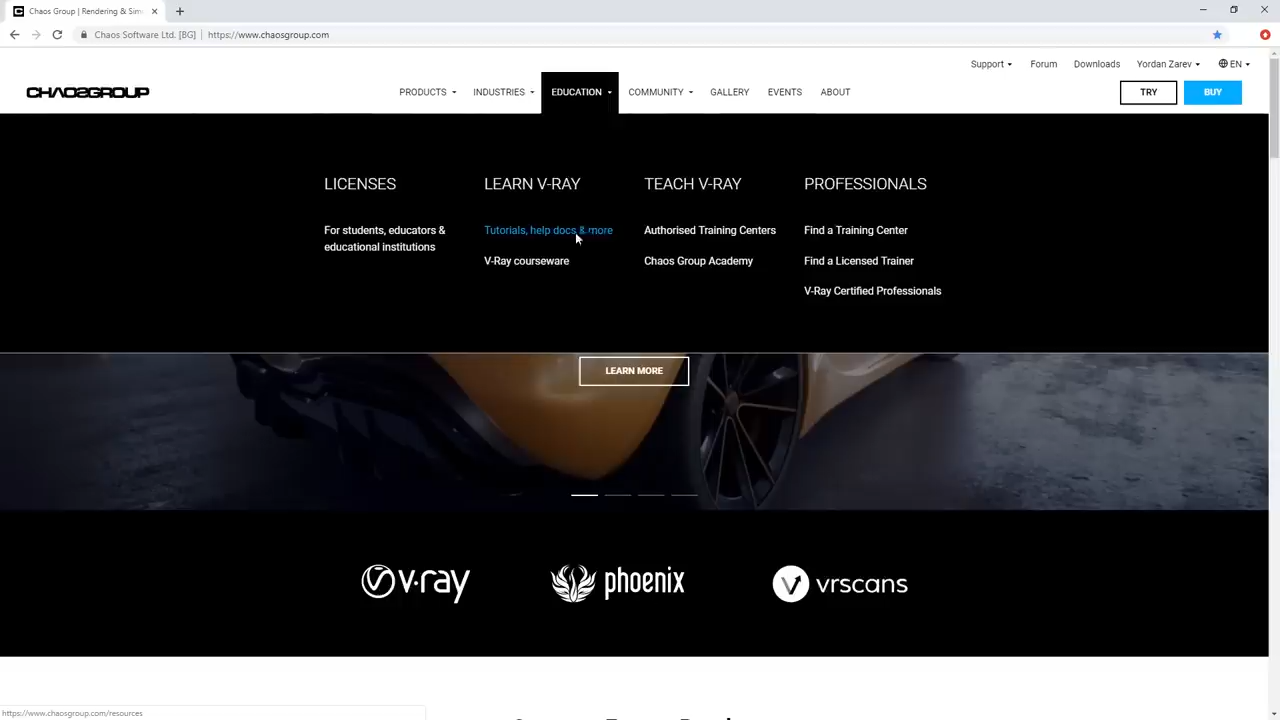 Chaos Group | Rendering & Sim
Chaos Software Ltd. [BG] https://www.chaosgroup.com
Support Forum Downloads Yordan Zarev EN
CHAOSGROUP PRODUCTS INDUSTRIES EDUCATION COMMUNITY GALLERY EVENTS ABOUT TRY BUY
LICENSES
For students, educators &
educational institutions
LEARN V-RAY
Tutorials, help docs & more
V-Ray courseware
TEACH V-RAY
Authorised Training Centers
Chaos Group Academy
PROFESSIONALS
Find a Training Center
Find a Licensed Trainer
V-Ray Certified Professionals
LEARN MORE
v·ray phoenix vrscans
https://www.chaosgroup.com/resources